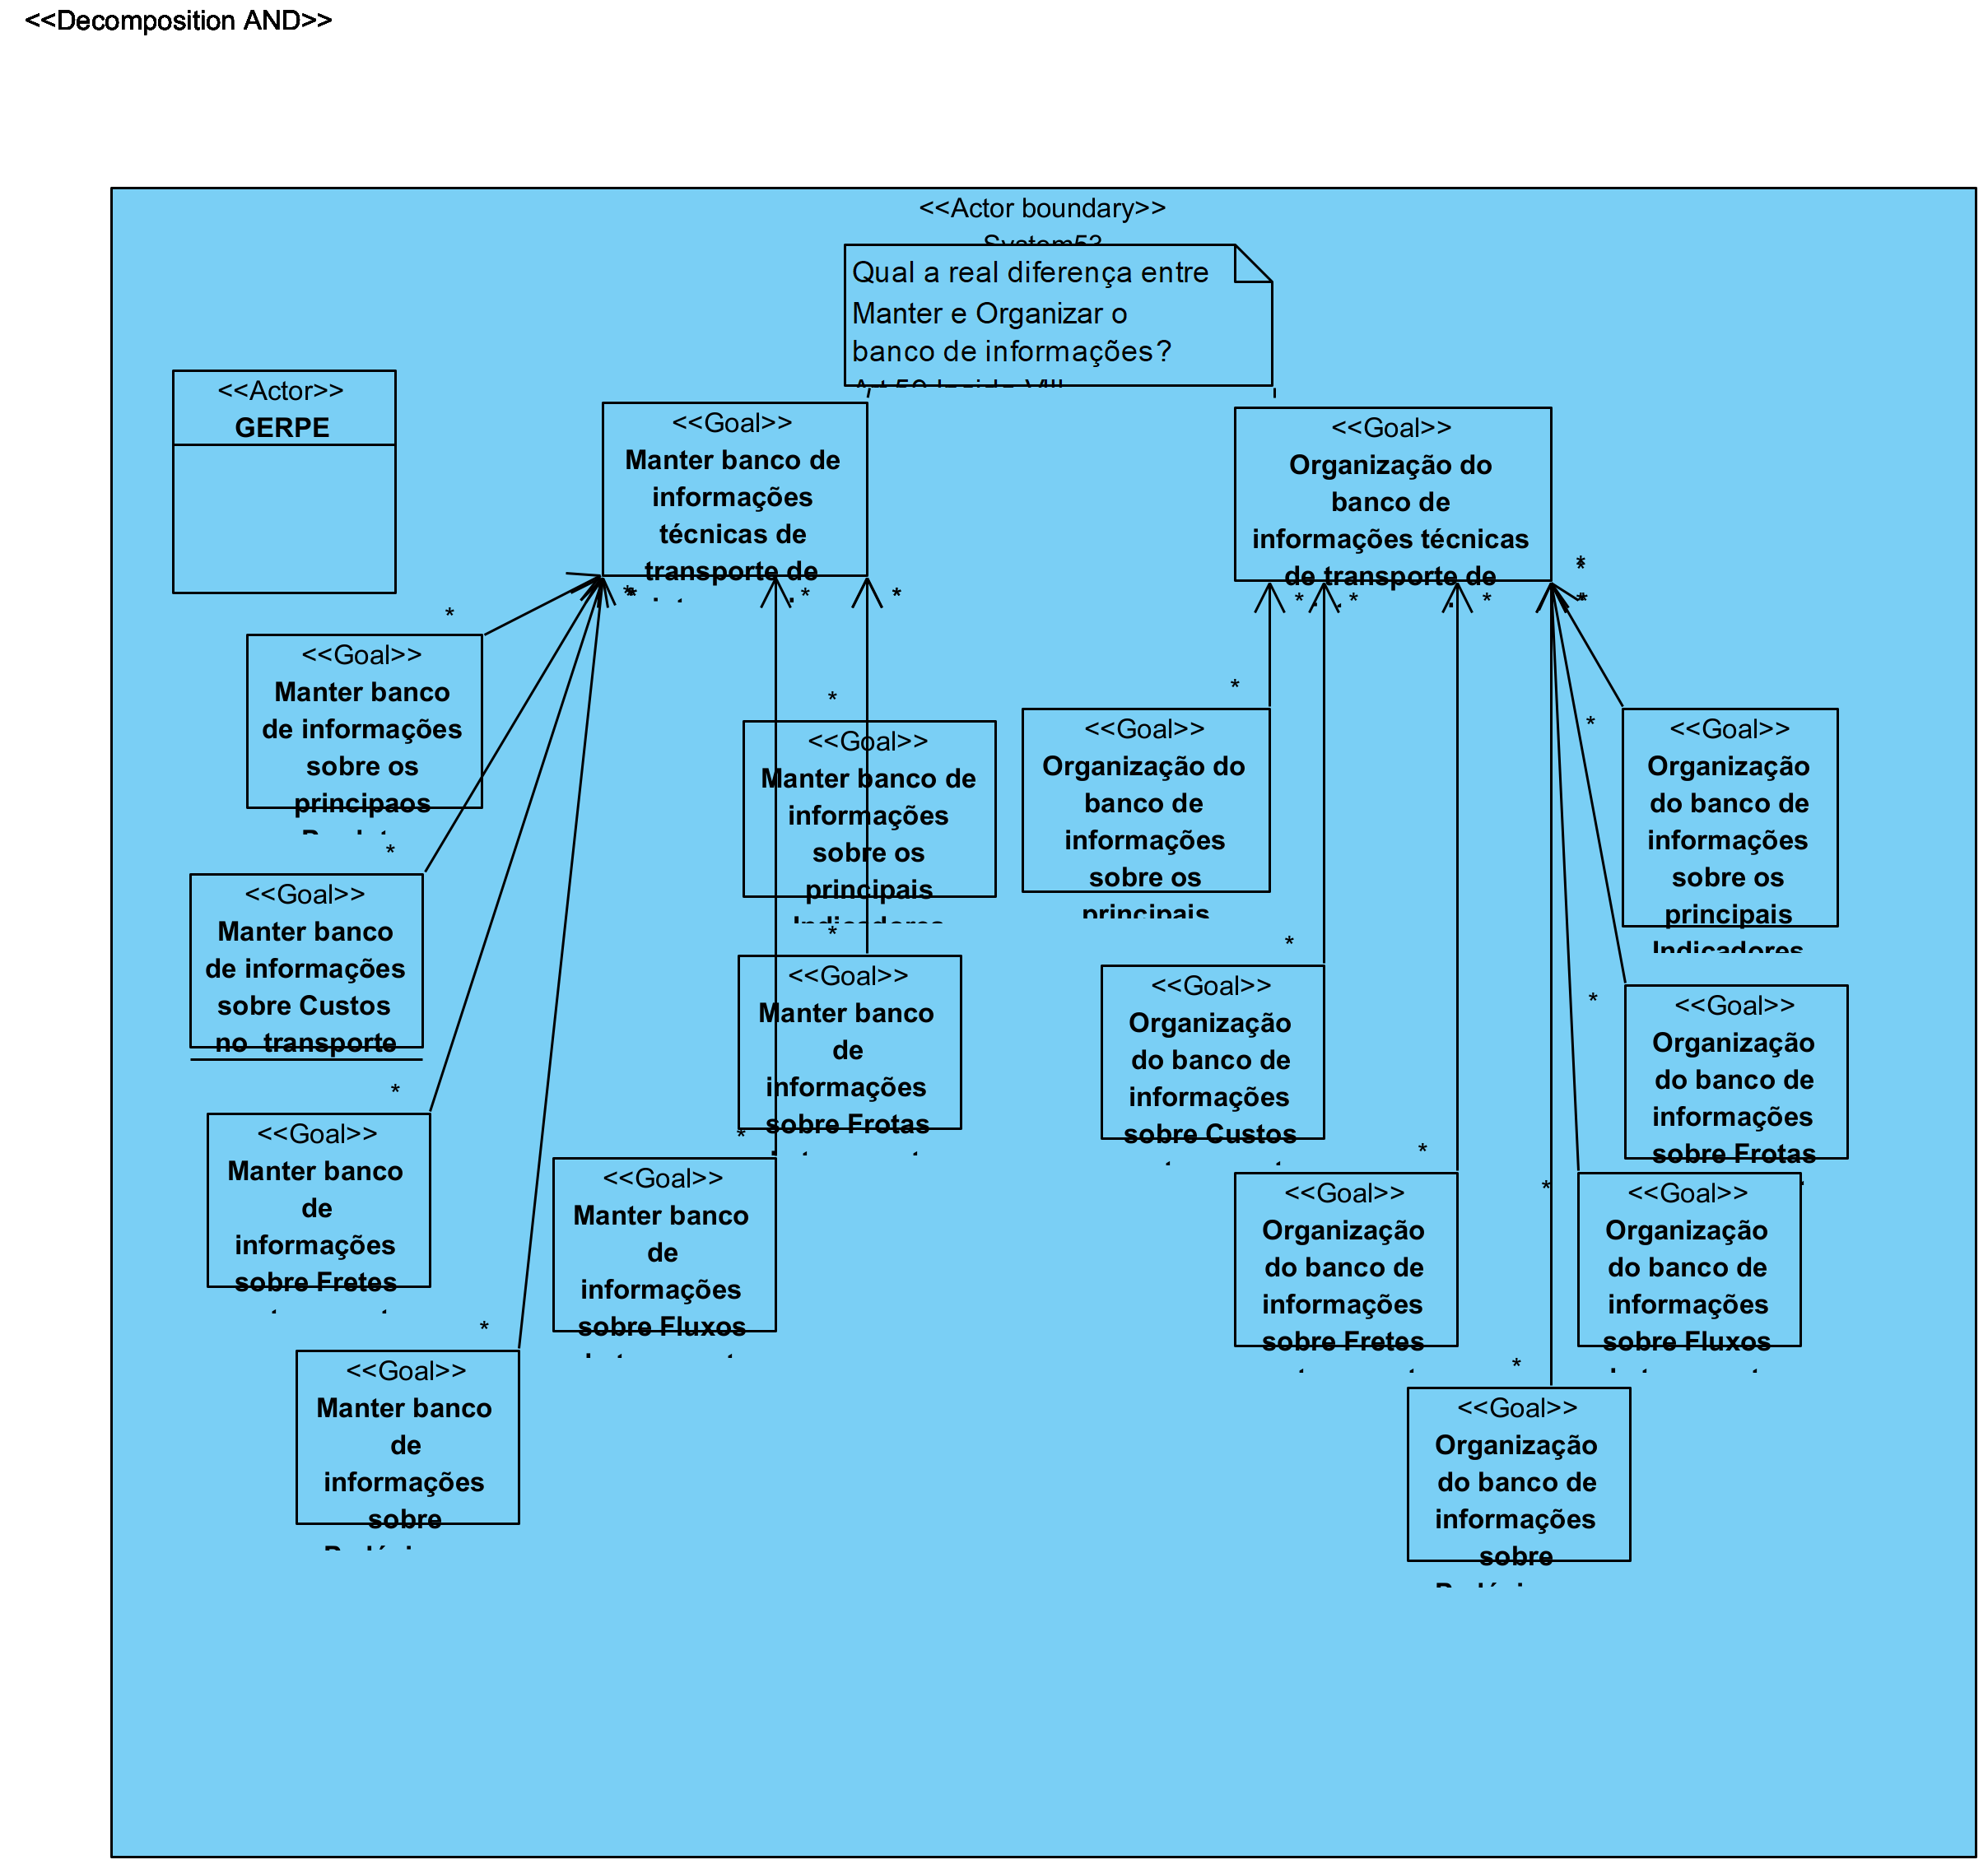 <<Decomposition AND>>
<<Actor boundary>>
System53
Qual a real diferença entre
Manter e Organizar o
banco de informações?
<<Actor>>
GERPE
<<Goal>>
Manter banco de
informações
técnicas de
transporte de
<<Goal>>
Organização do
banco de
informações técnicas
de transporte de
<<Goal>>
Manter banco
de informações
sobre os
principaos
<<Goal>>
Manter banco de
informações
sobre os
principais
Indicadores
<<Goal>>
Organização do
banco de
informações
sobre os
principais
<<Goal>>
Organização
do banco de
informações
sobre os
principais
Indicadores
<<Goal>>
Manter banco
de informações
sobre Custos
no transporte
<<Goal>>
Manter banco
de
informações
sobre Frotas
<<Goal>>
Organização
do banco de
informações
sobre Custos
<<Goal>>
Organização
do banco de
informações
sobre Frotas
<<Goal>>
Manter banco
de
informações
sobre Fretes
<<Goal>>
Manter banco
de
informações
sobre Fluxos
<<Goal>>
Organização
do banco de
informações
sobre Fretes
<<Goal>>
Organização
do banco de
informações
sobre Fluxos
<<Goal>>
Manter banco
de
informações
sobre
<<Goal>>
Organização
do banco de
informações
sobre